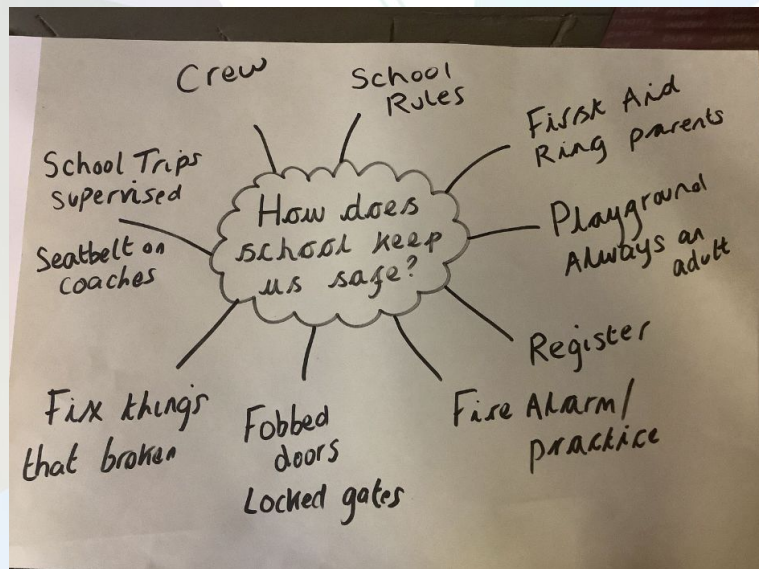 Crew
School
Rules
First Aid
Ring parents
School Trips
supervised
How does
school keep
us safe?
Playground
Always an
adult
Seatbelt on
coaches
Register
Fix things
that broken
Fobbed
doors
Locked gates
Fire Alarm/
practice